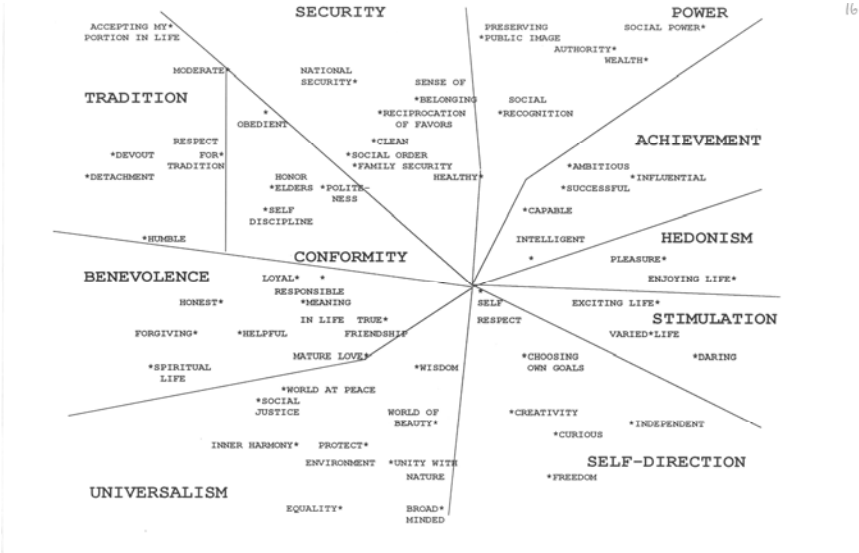 16
SECURITY
POWER
ACCEPTING MY*
PORTION IN LIFE
PRESERVING
*PUBLIC IMAGE
SOCIAL POWER*
AUTHORITY*
WEALTH*
MODERATE*
NATIONAL
SECURITY*
SENSE OF
*BELONGING
TRADITION
*
OBEDIENT
*RECIPROCATION
OF FAVORS
SOCIAL
*RECOGNITION
ACHIEVEMENT
RESPECT
FOR*
TRADITION
*DEVOUT
*DETACHMENT
*CLEAN
*SOCIAL ORDER
*FAMILY SECURITY
HEALTHY*
HONOR
*ELDERS
*POLITE-
NESS
*AMBITIOUS
*INFLUENTIAL
*SUCCESSFUL
*SELF
DISCIPLINE
*CAPABLE
*HUMBLE
INTELLIGENT
*
HEDONISM
CONFORMITY
PLEASURE*
ENJOYING LIFE*
BENEVOLENCE
LOYAL*
*
RESPONSIBLE
HONEST*
*MEANING
IN LIFE
TRUE*
FRIENDSHIP
*
SELF
RESPECT
EXCITING LIFE*
STIMULATION
FORGIVING*
*HELPFUL
VARIED*LIFE
MATURE LOVE*
*SPIRITUAL
LIFE
*WISDOM
*CHOOSING
OWN GOALS
*DARING
*WORLD AT PEACE
*SOCIAL
JUSTICE
WORLD OF
BEAUTY*
*CREATIVITY
*INDEPENDENT
*CURIOUS
INNER HARMONY*
PROTECT*
ENVIRONMENT
*UNITY WITH
NATURE
SELF-DIRECTION
*FREEDOM
UNIVERSALISM
EQUALITY*
BROAD*
MINDED